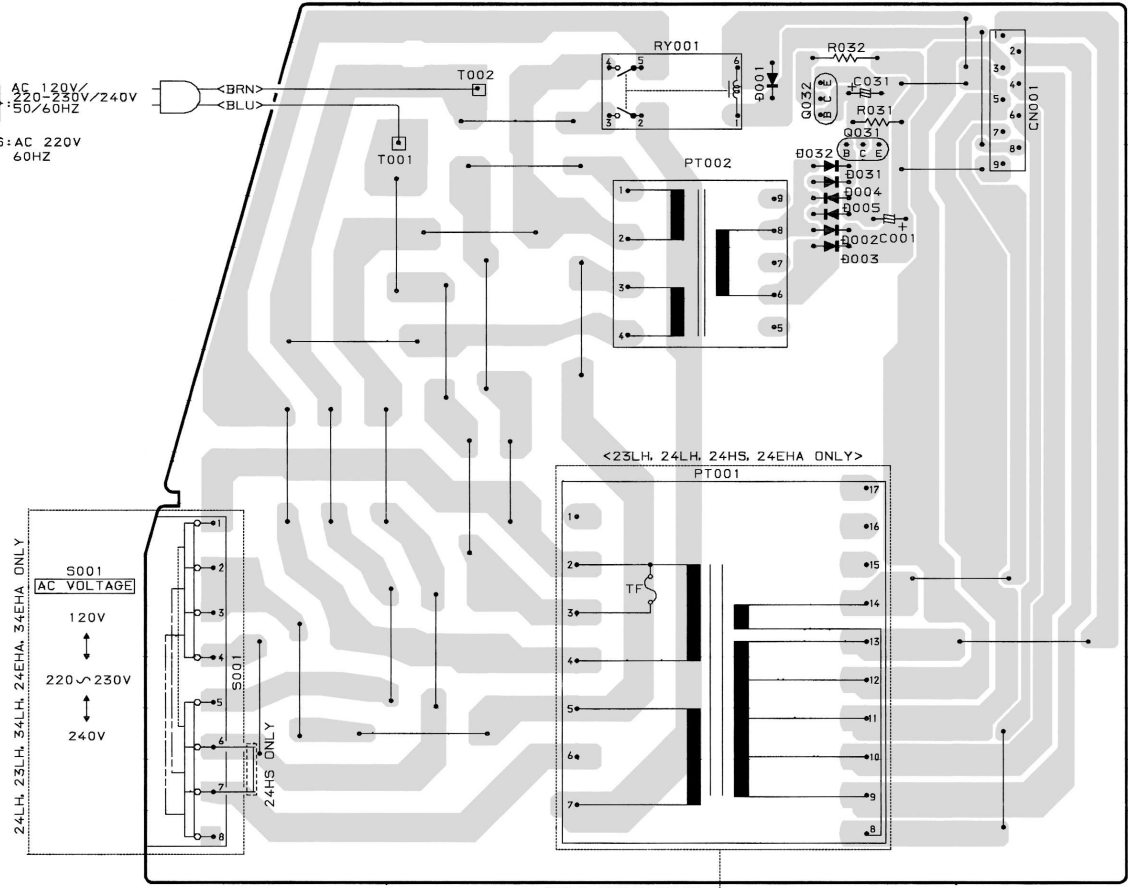 AC 120V/
220-230V/240V
50/60HZ
S:AC 220V
60HZ
<BRN>
<BLU>
T002
T001
RY001
4
5
6
3
2
1
D001
R032
Q032
E
C
B
+
C031
R031
Q031
B C E
CN001
1
2
3
4
5
6
7
8
9
PT002
1
2
3
4
9
8
7
6
5
D032
D031
D004
D005
D002
C001
+
D003
<23LH, 24LH, 24HS, 24EHA ONLY>
PT001
1
2
3
4
5
6
7
TF
17
16
15
14
13
12
11
10
9
8
24LH, 23LH, 34LH, 24EHA, 34EHA ONLY
S001
AC VOLTAGE
120V
220～230V
240V
1
2
3
4
5
6
7
8
S001
24HS ONLY